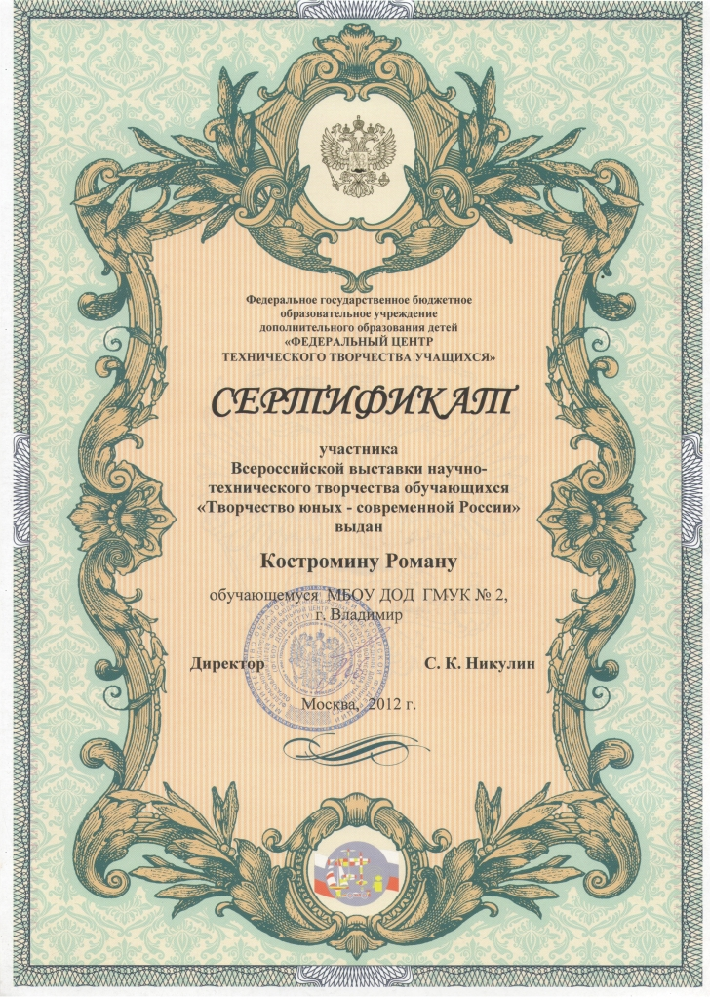 Федеральное государственное бюджетное
образовательное учреждение
дополнительного образования детей
«ФЕДЕРАЛЬНЫЙ ЦЕНТР
ТЕХНИЧЕСКОГО ТВОРЧЕСТВА УЧАЩИХСЯ»
СЕРТИФИКАТ
участника
Всероссийской выставки научно-
технического творчества обучающихся
«Творчество юных - современной России»
выдан
Костромину Роману
обучающемуся МБОУ ДОД ГМУК № 2,
г. Владимир
Директор С. К. Никулин
Москва, 2012 г.